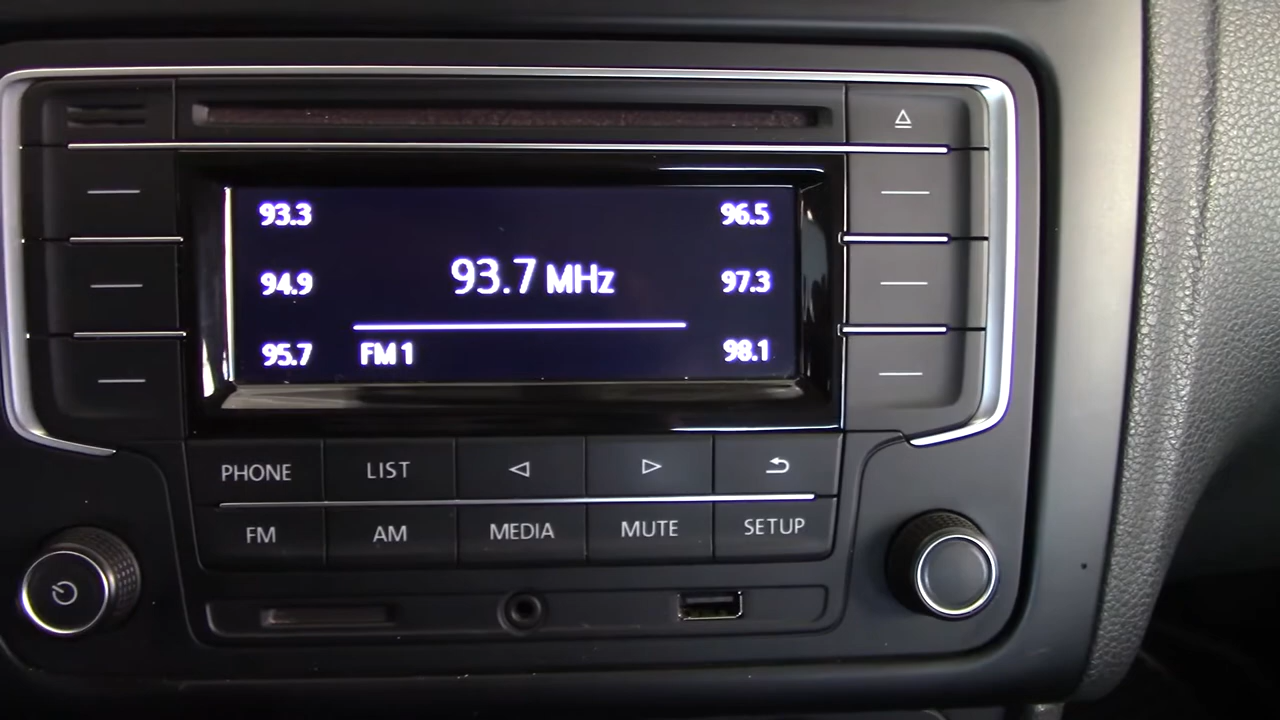 93.3
96.5
94.9
93.7 MHz
97.3
95.7
FM 1
98.1
PHONE
LIST
FM
AM
MEDIA
MUTE
SETUP